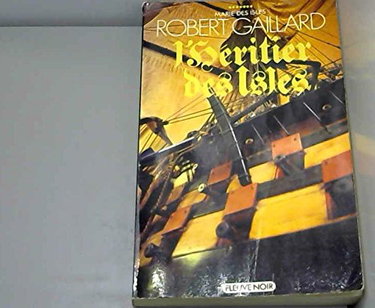 MARIE DES ISLES
ROBERT GAILLARD
l'Héritier
des Isles
FLEUVE NOIR